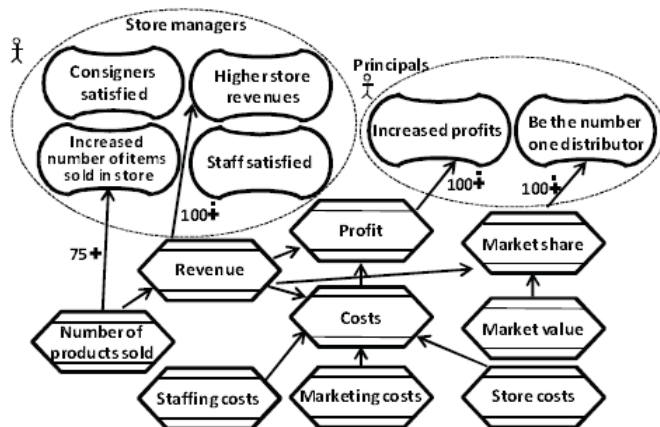 Store managers
Consigners
satisfied
Higher store
revenues
Principals
Increased
number of items
sold in store
Staff satisfied
Increased profits
Be the number
one distributor
100
100
100
75
Profit
Market share
Revenue
Number of
products sold
Costs
Market value
Staffing costs
Marketing costs
Store costs